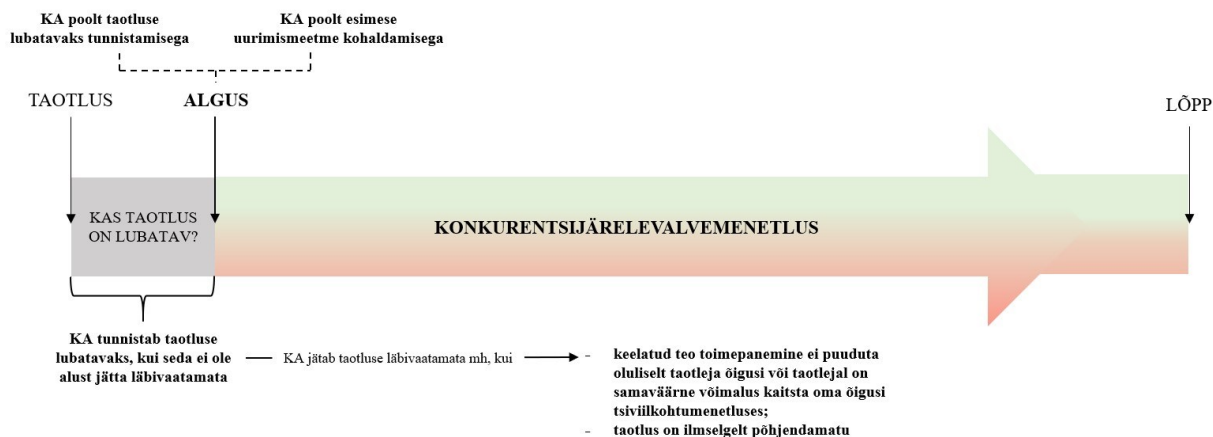 KA poolt taotluse
lubatavaks tunnistamisega
KA poolt esimese
uurimismeetme kohaldamisega
TAOTLUS
ALGUS
LÕPP
KAS TAOTLUS
ON LUBATAV?
KONKURENTSIJÄRELEVALVEMENETLUS
KA tunnistab taotluse
lubatavaks, kui seda ei ole
alust jätta läbivaatamata
KA jätab taotluse läbivaatamata mh, kui
- keelatud teo toimepanemine ei puuduta
oluliselt taotleja õigusi või taotlejal on
samaväärne võimalus kaitsta oma õigusi
tsiviilkohtumenetluses;
- taotlus on ilmselgelt põhjendamatu